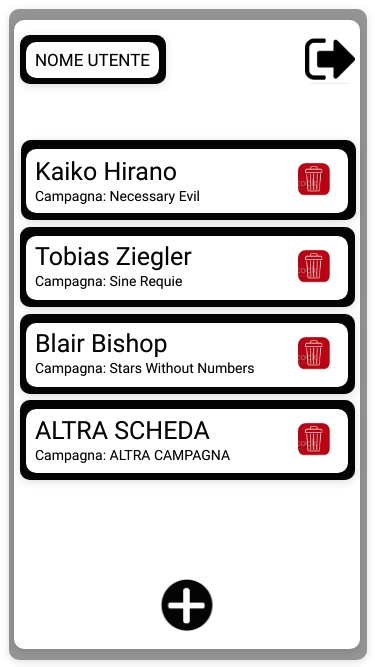 NOME UTENTE
Kaiko Hirano
Campagna: Necessary Evil
Tobias Ziegler
Campagna: Sine Requie
Blair Bishop
Campagna: Stars Without Numbers
ALTRA SCHEDA
Campagna: ALTRA CAMPAGNA